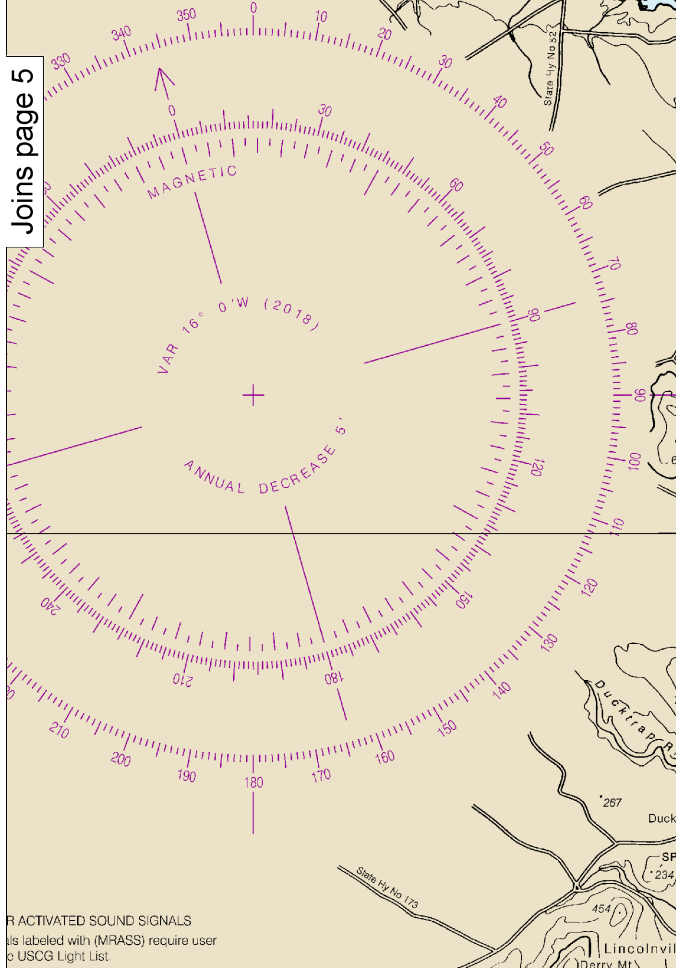 Joins page 5
330
340
350
0
10
20
30
40
50
60
70
80
90
100
110
120
130
140
150
160
170
180
190
200
210
0
30
60
90
120
150
180
210
240
MAGNETIC
VAR 16° 0'W (2018)
ANNUAL DECREASE 5'
State Hy No 52
Ducktrap R
267
Duck
SP
234
454
State Hy No 173
Lincolnvil
Derry Mt
R ACTIVATED SOUND SIGNALS
als labeled with (MRASS) require user
e USCG Light List.